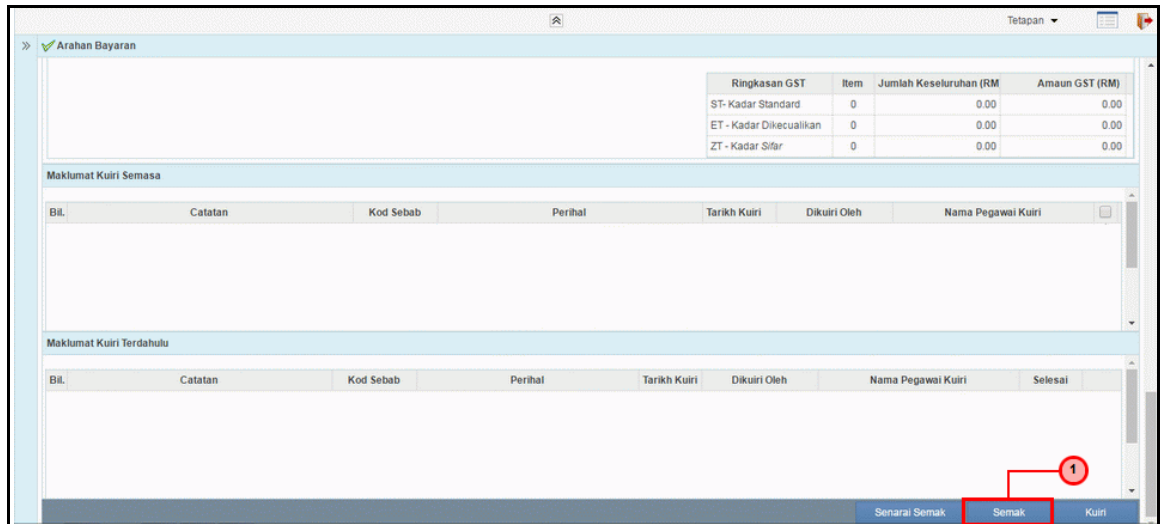 Tetapan
Arahan Bayaran
Ringkasan GST Item Jumlah Keseluruhan (RM Amaun GST (RM)
ST- Kadar Standard 0 0.00 0.00
ET - Kadar Dikecualikan 0 0.00 0.00
ZT - Kadar Sifar 0 0.00 0.00
Maklumat Kuiri Semasa
Bil. Catatan Kod Sebab Perihal Tarikh Kuiri Dikuiri Oleh Nama Pegawai Kuiri
Maklumat Kuiri Terdahulu
Bil. Catatan Kod Sebab Perihal Tarikh Kuiri Dikuiri Oleh Nama Pegawai Kuiri Selesai
1
Senarai Semak Semak Kuiri